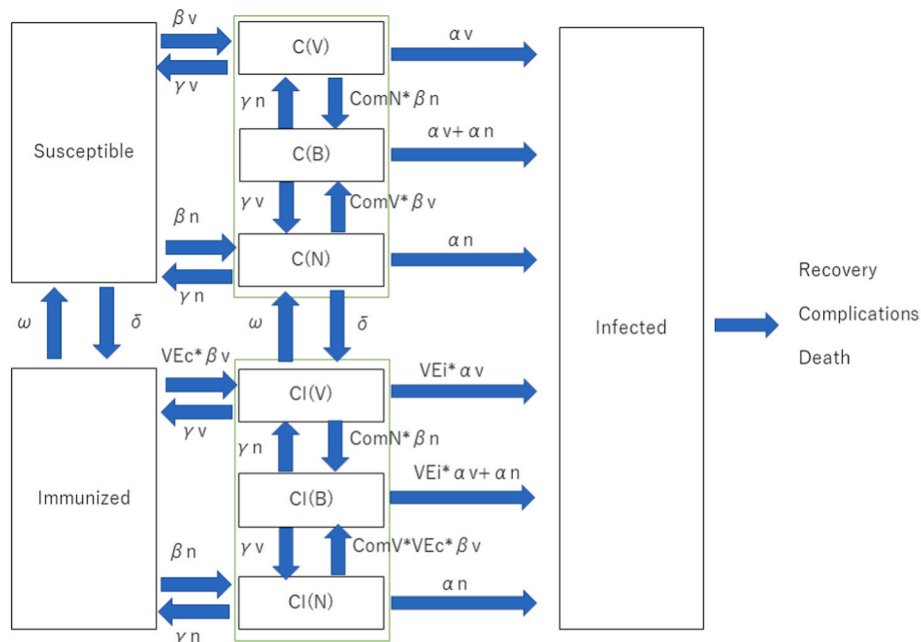 β v
C(V)
α v
γ v
γ n
ComN* β n
α v+ α n
Susceptible
C(B)
γ v
ComV* β v
β n
C(N)
α n
γ n
Recovery
ω
δ
ω
δ
Infected
Complications
VEc* β v
VEi* α v
Death
CI(V)
γ v
γ n
ComN* β n
VEi* α v+ α n
Immunized
CI(B)
γ v
ComV*VEc* β v
β n
CI(N)
α n
γ n